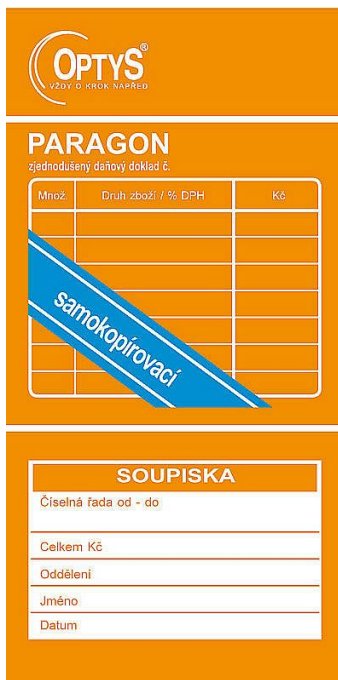 OPTYS®
VŽDY O KROK NAPŘED
PARAGON
zjednodušený daňový doklad č.
Množ. Druh zboží / % DPH Kč
samokopírovací
SOUPISKA
Číselná řada od - do
Celkem Kč
Oddělení
Jméno
Datum